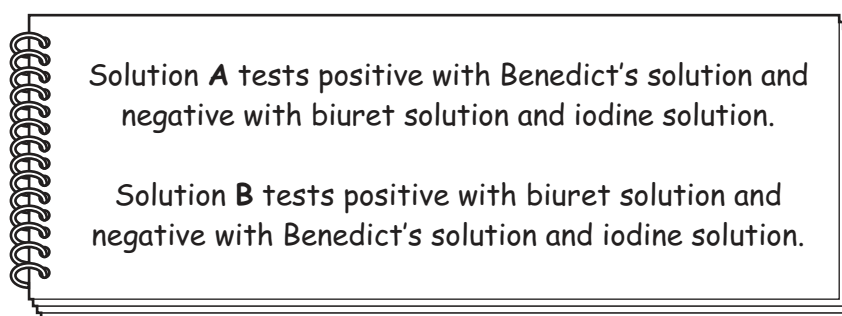 Solution A tests positive with Benedict's solution and
negative with biuret solution and iodine solution.
Solution B tests positive with biuret solution and
negative with Benedict's solution and iodine solution.